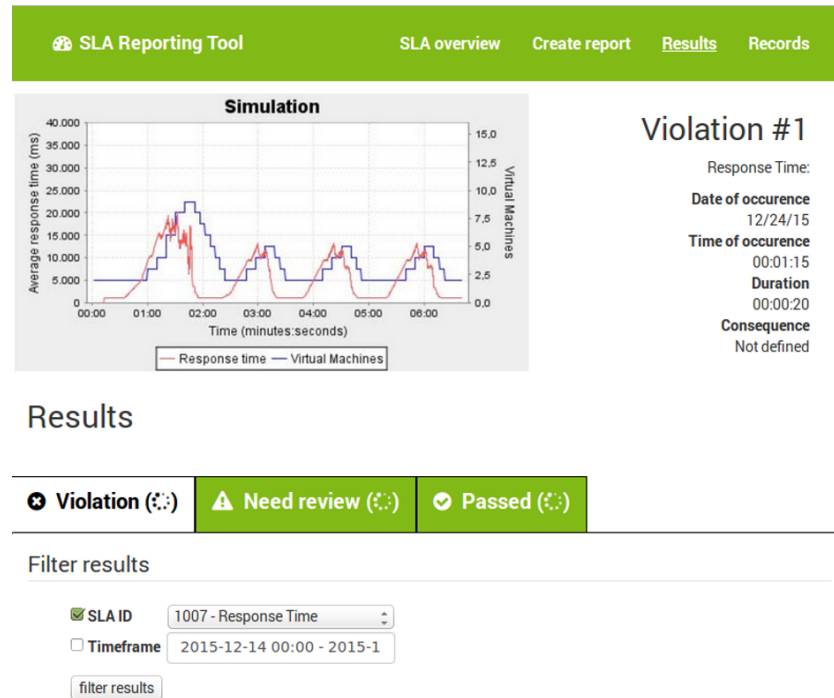 SLA Reporting Tool
SLA overview Create report Results Records
Simulation
40.000
35.000
30.000
25.000
20.000
15.000
10.000
5.000
0
Average response time (ms)
15,0
12,5
10,0
7,5
5,0
2,5
0,0
Virtual Machines
00:00 01:00 02:00 03:00 04:00 05:00 06:00
Time (minutes:seconds)
Response time Virtual Machines
Violation #1
Response Time:
Date of occurence
12/24/15
Time of occurence
00:01:15
Duration
00:00:20
Consequence
Not defined
Results
Violation ( ) Need review ( ) Passed ( )
Filter results
SLA ID 1007 - Response Time
Timeframe 2015-12-14 00:00 - 2015-1
filter results